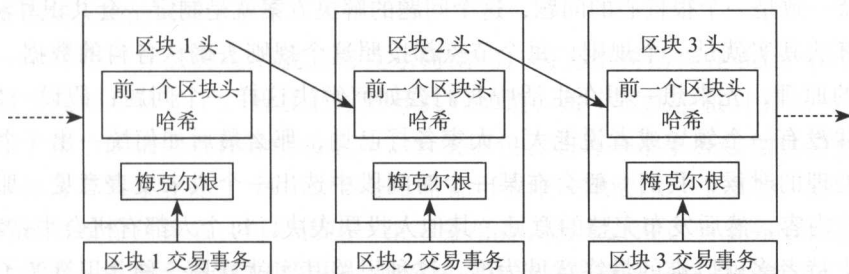 区块 1 头
前一个区块头
哈希
梅克尔根
区块 1 交易事务
区块 2 头
前一个区块头
哈希
梅克尔根
区块 2 交易事务
区块 3 头
前一个区块头
哈希
梅克尔根
区块 3 交易事务